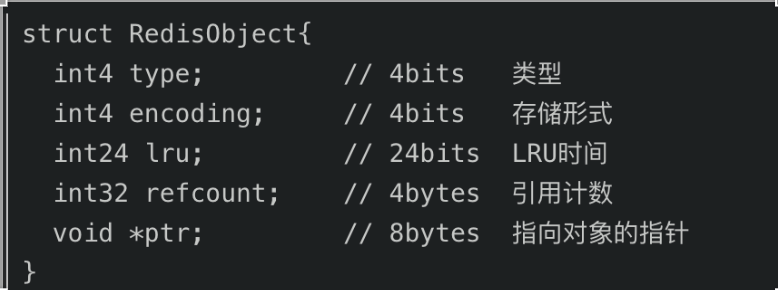 struct RedisObject{
  int4 type;         // 4bits   类型
  int4 encoding;     // 4bits   存储形式
  int24 lru;         // 24bits  LRU时间
  int32 refcount;    // 4bytes  引用计数
  void *ptr;         // 8bytes  指向对象的指针
}